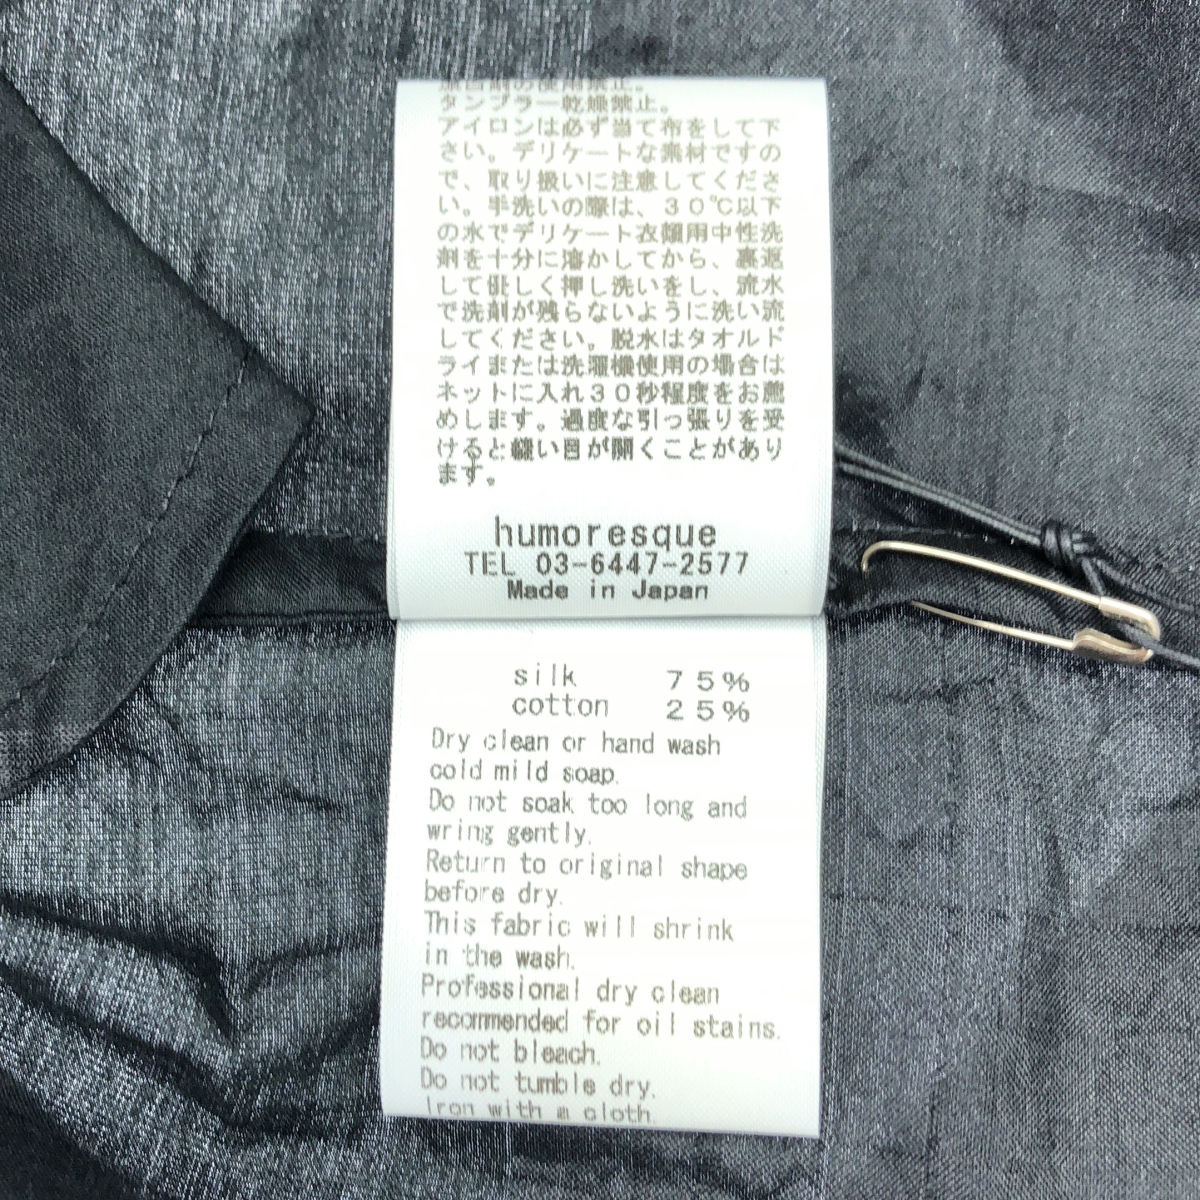 原白剤の使用禁止。
タンブラー乾燥禁止。
アイロンは必ず当て布をして下
さい。デリケートな素材ですの
で、取り扱いに注意してくださ
い。手洗いの際は、30℃以下
の水でデリケート衣類用中性洗
剤を十分に溶かしてから、裏返
して優しく押し洗いをし、流水
で洗剤が残らないように洗い流
してください。脱水はタオルド
ライまたは洗濯機使用の場合は
ネットに入れ30秒程度をお薦
めします。過度な引っ張りを受
けると縫い目が開くことがあり
ます。
humoresque
TEL 03-6447-2577
Made in Japan
silk 75%
cotton 25%
Dry clean or hand wash
cold mild soap.
Do not soak too long and
wring gently.
Return to original shape
before dry.
This fabric will shrink
in the wash.
Professional dry clean
recommended for oil stains.
Do not bleach.
Do not tumble dry.
Iron with a cloth.